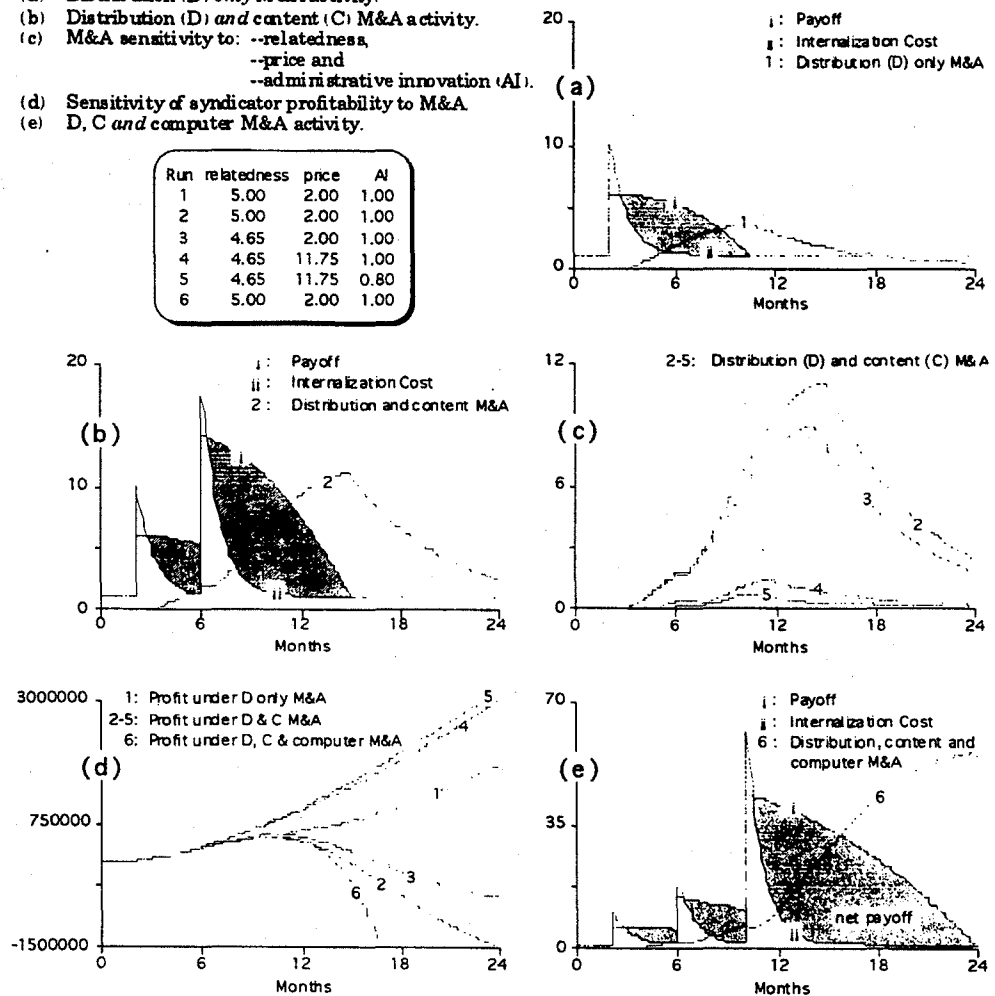 (b) Distribution (D) and content (C) M&A activity.
(c) M&A sensitivity to: --relatedness,
--price and
--administrative innovation (AI).
(d) Sensitivity of syndicator profitability to M&A.
(e) D, C and computer M&A activity.
Run relatedness price AI
1 5.00 2.00 1.00
2 5.00 2.00 1.00
3 4.65 2.00 1.00
4 4.65 11.75 1.00
5 4.65 11.75 0.80
6 5.00 2.00 1.00
(a)
i: Payoff
ii: Internalization Cost
1: Distribution (D) only M&A
20
10
0
i
ii
1
0 6 12 18 24
Months
(b)
i: Payoff
ii: Internalization Cost
2: Distribution and content M&A
20
10
0
i
ii
2
0 6 12 18 24
Months
(c)
2-5: Distribution (D) and content (C) M&A
12
6
0
3
2
4
5
0 6 12 18 24
Months
(d)
1: Profit under D only M&A
2-5: Profit under D & C M&A
6: Profit under D, C & computer M&A
3000000
750000
-1500000
5
4
1
3
2
6
0 6 12 18 24
Months
(e)
i: Payoff
ii: Internalization Cost
6: Distribution, content and
computer M&A
70
35
0
i
6
net payoff
ii
0 6 12 18 24
Months